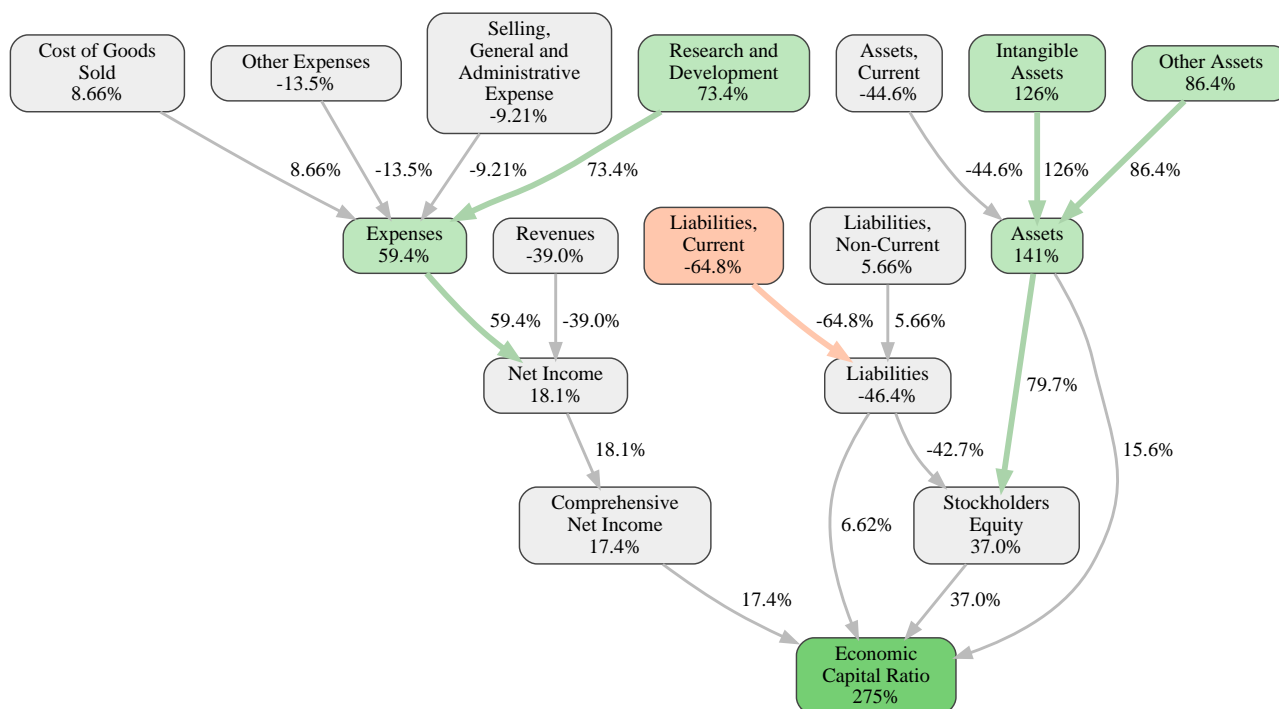 Cost of Goods
Sold
8.66%
Other Expenses
-13.5%
Selling,
General and
Administrative
Expense
-9.21%
Research and
Development
73.4%
Assets,
Current
-44.6%
Intangible
Assets
126%
Other Assets
86.4%
8.66%
-13.5%
-9.21%
73.4%
-44.6%
126%
86.4%
Expenses
59.4%
Revenues
-39.0%
Liabilities,
Current
-64.8%
Liabilities,
Non-Current
5.66%
Assets
141%
59.4%
-39.0%
-64.8%
5.66%
Net Income
18.1%
Liabilities
-46.4%
79.7%
18.1%
-42.7%
15.6%
Comprehensive
Net Income
17.4%
6.62%
Stockholders
Equity
37.0%
17.4%
37.0%
Economic
Capital Ratio
275%